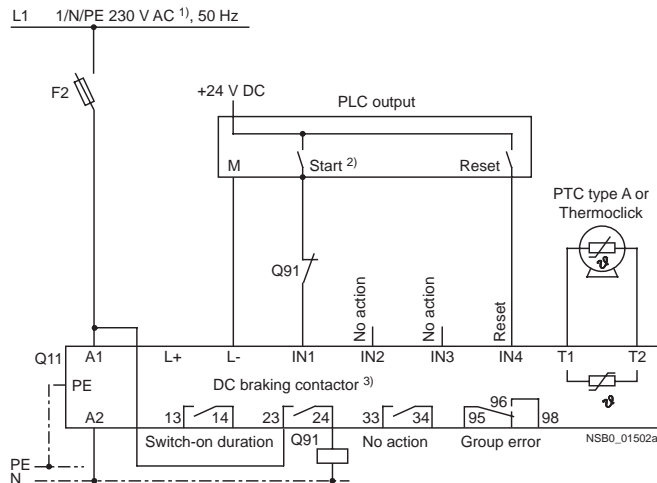 L1 1/N/PE 230 V AC 1), 50 Hz
F2
+24 V DC
PLC output
M
Start 2)
Reset
PTC type A or
Thermoclick
ϑ
Q91
No action
No action
Reset
Q11
A1
L+
L-
IN1
IN2
IN3
IN4
T1
T2
PE
DC braking contactor 3)
ϑ
A2
13
14
23
24
33
34
95
96
98
Switch-on duration
Q91
No action
Group error
NSB0_01502a
PE
N